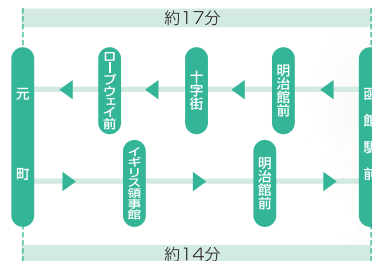 約17分
元町
ロープウェイ前
十字街
明治館前
函館駅前
イギリス領事館
明治館前
約14分